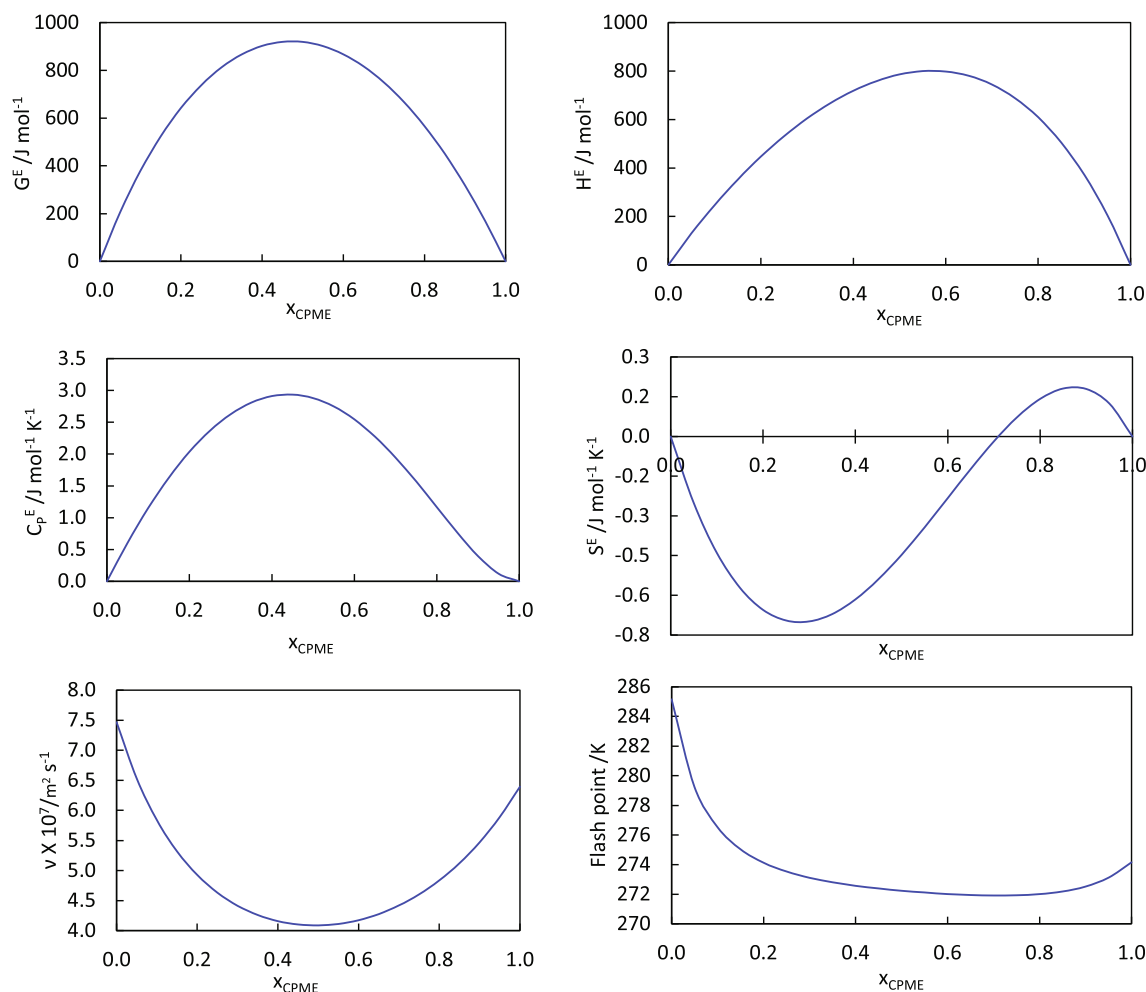 1000
800
600
400
200
0
G^E /J mol^-1
0.0 0.2 0.4 0.6 0.8 1.0
x_CPME
1000
800
600
400
200
0
H^E /J mol^-1
0.0 0.2 0.4 0.6 0.8 1.0
x_CPME
3.5
3.0
2.5
2.0
1.5
1.0
0.5
0.0
C_P^E /J mol^-1 K^-1
0.0 0.2 0.4 0.6 0.8 1.0
x_CPME
0.3
0.2
0.0
-0.2
-0.3
-0.5
-0.6
-0.8
S^E /J mol^-1 K^-1
0.0 0.2 0.4 0.6 0.8 1.0
x_CPME
8.0
7.5
7.0
6.5
6.0
5.5
5.0
4.5
4.0
ν X 10^7/m^2 s^-1
0.0 0.2 0.4 0.6 0.8 1.0
x_CPME
286
284
282
280
278
276
274
272
270
Flash point /K
0.0 0.2 0.4 0.6 0.8 1.0
x_CPME